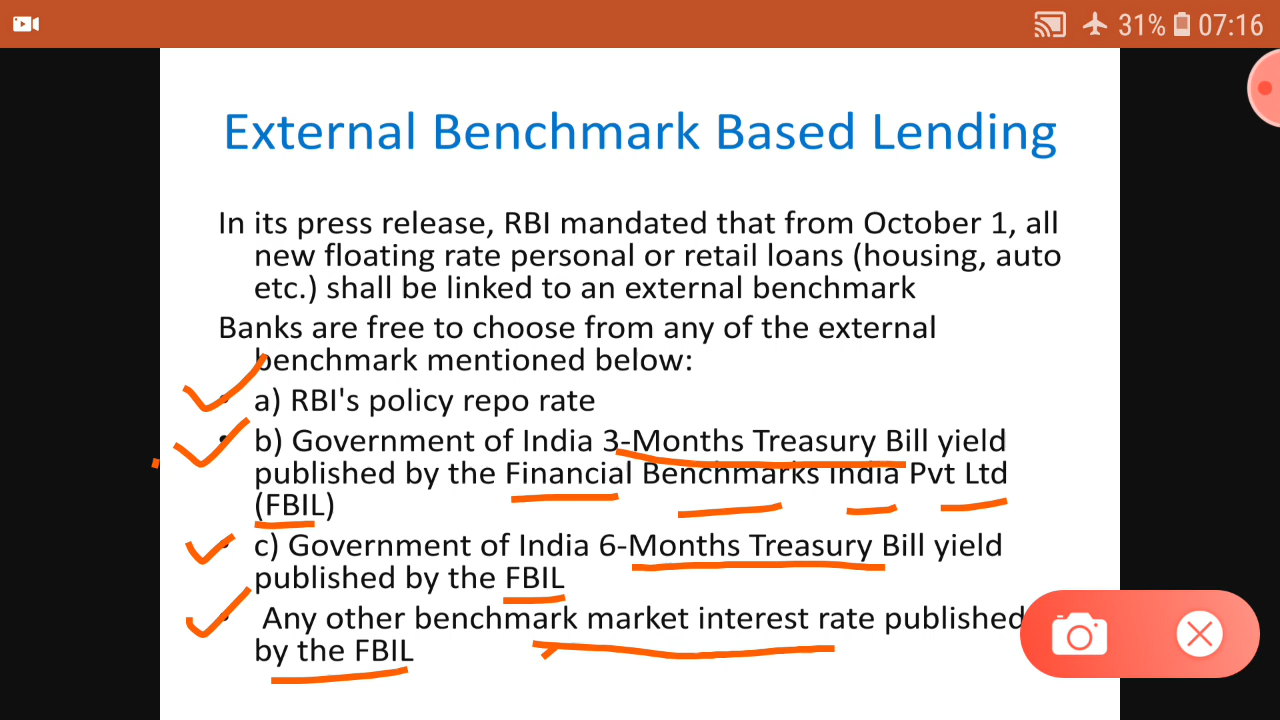 31% 07:16
External Benchmark Based Lending
In its press release, RBI mandated that from October 1, all
new floating rate personal or retail loans (housing, auto
etc.) shall be linked to an external benchmark
Banks are free to choose from any of the external
benchmark mentioned below:
a) RBI's policy repo rate
b) Government of India 3-Months Treasury Bill yield
published by the Financial Benchmarks India Pvt Ltd
(FBIL)
c) Government of India 6-Months Treasury Bill yield
published by the FBIL
Any other benchmark market interest rate published
by the FBIL